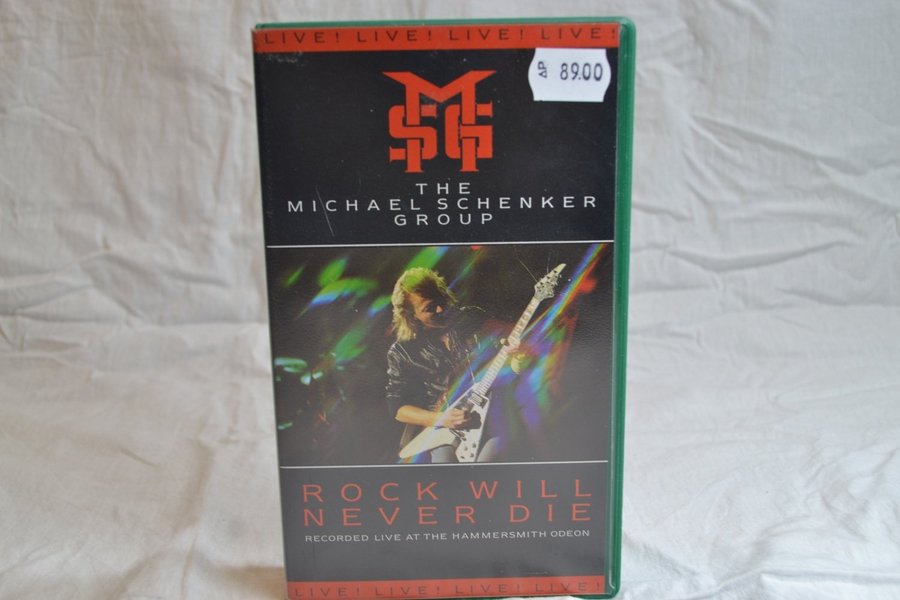 LIVE! LIVE! LIVE! LIVE!
ΔΡ 89.00
MSG
THE
MICHAEL SCHENKER
GROUP
ROCK WILL
NEVER DIE
RECORDED LIVE AT THE HAMMERSMITH ODEON
LIVE! LIVE! LIVE! LIVE!